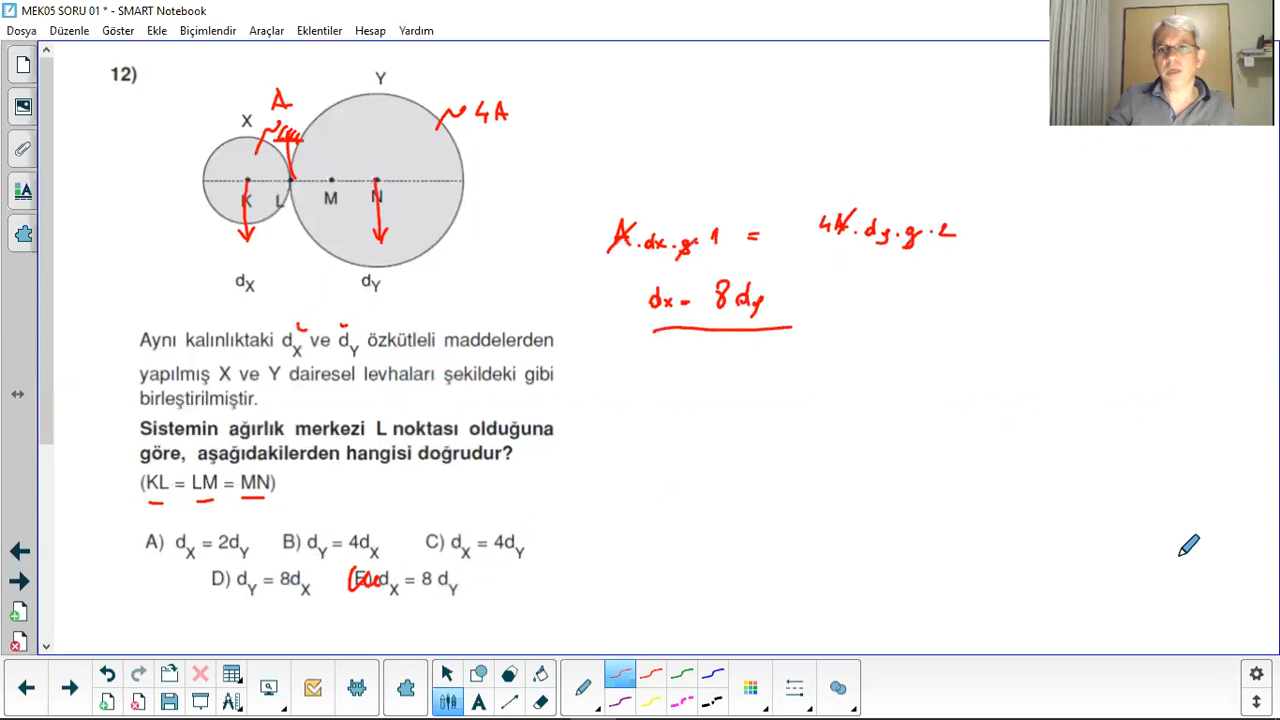 MEK05 SORU 01 * - SMART Notebook
Dosya Düzenle Göster Ekle Biçimlendiri Araçlar Eklentiler Hesap Yardım
12)
Y
A
4A
X
K L M N
dX dY
A.dx.g.1 = 4A.dy.g.2
dx = 8dy
Aynı kalınlıktaki dX ve dY özkütleli maddelerden
yapılmış X ve Y dairesel levhaları şekildeki gibi
birleştirilmiştir.
Sistemin ağırlık merkezi L noktası olduğuna
göre, aşağıdakilerden hangisi doğrudur?
(KL = LM = MN)
A) dX = 2dY B) dY = 4dX C) dX = 4dY
D) dY = 8dX E) dX = 8 dY